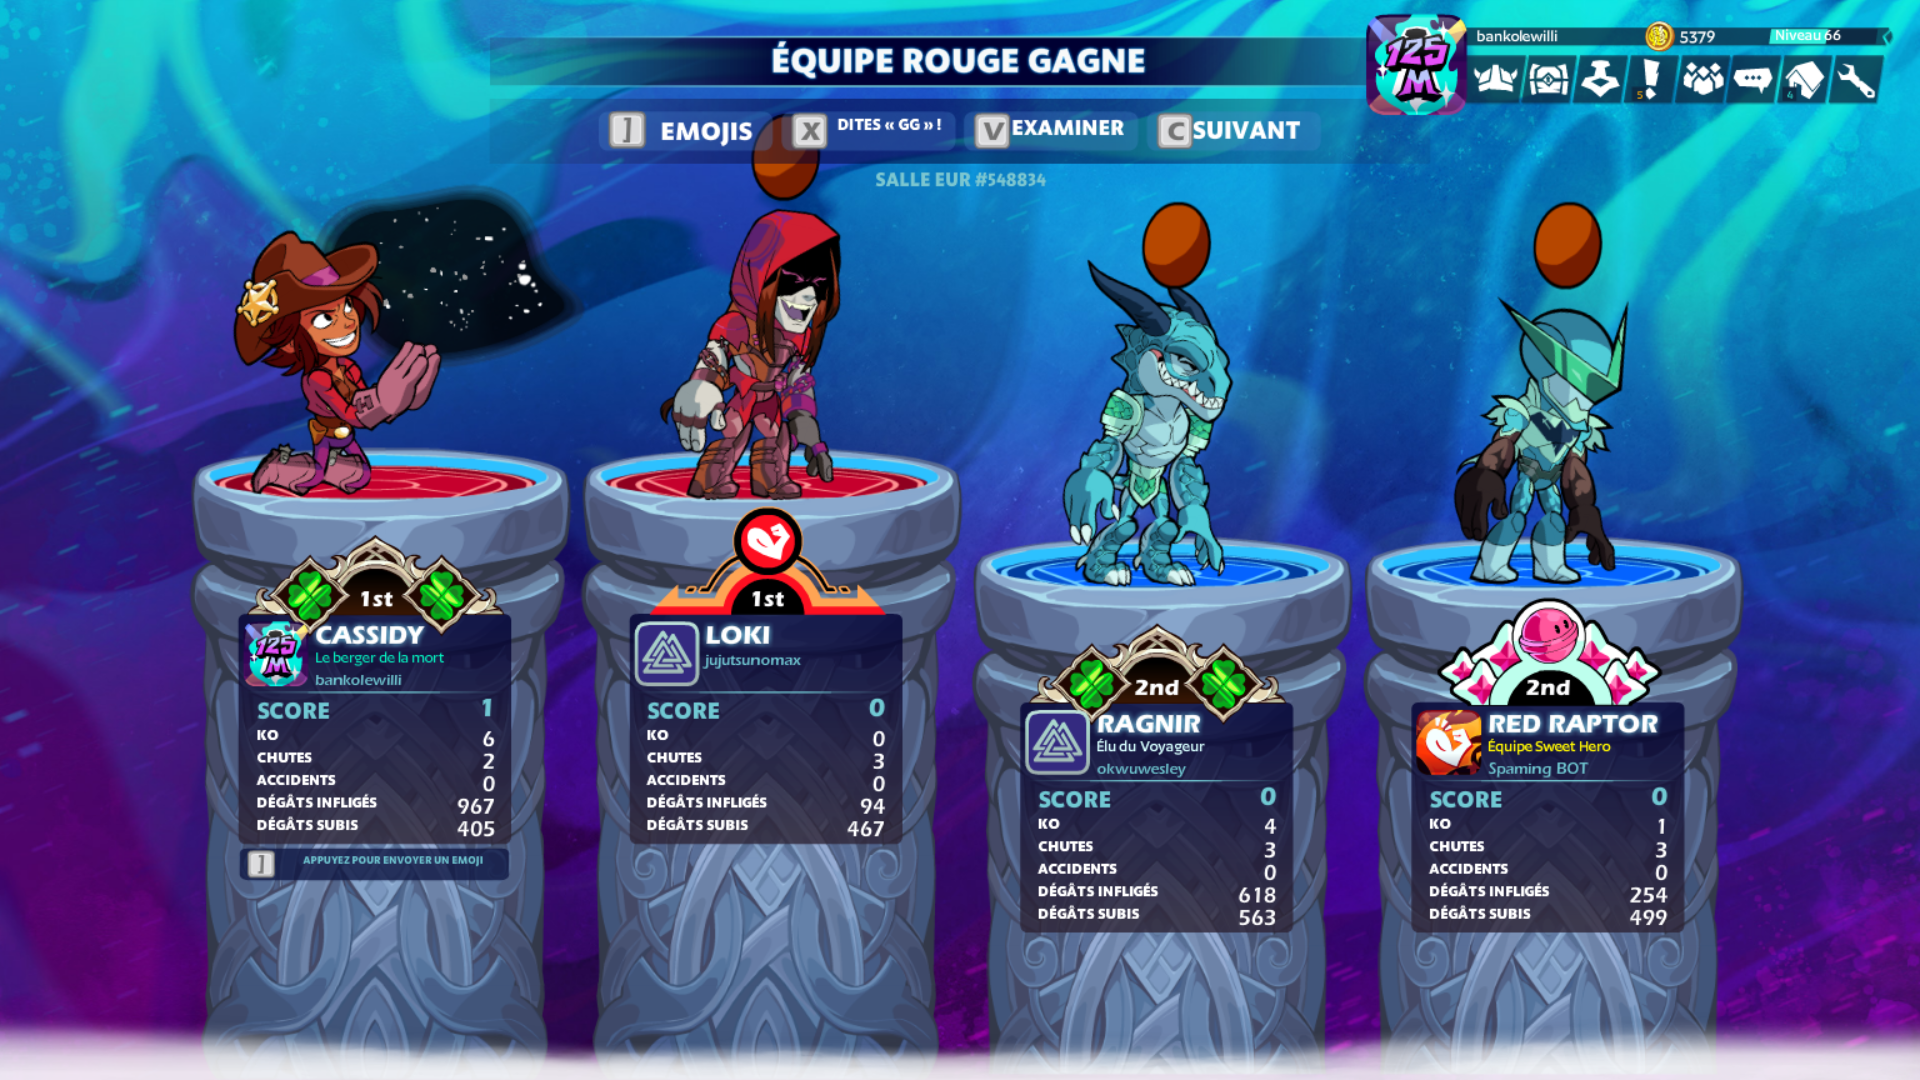 ÉQUIPE ROUGE GAGNE
125 M
bankolewilli
5379
Niveau 66
5
4
] EMOJIS
X DITES « GG » !
V EXAMINER
C SUIVANT
SALLE EUR #548834
1st
125 M
CASSIDY
Le berger de la mort
bankolewilli
SCORE 1
KO 6
CHUTES 2
ACCIDENTS 0
DÉGÂTS INFLIGÉS 967
DÉGÂTS SUBIS 405
] APPUYEZ POUR ENVOYER UN EMOJI
1st
LOKI
jujutsunomax
SCORE 0
KO 0
CHUTES 3
ACCIDENTS 0
DÉGÂTS INFLIGÉS 94
DÉGÂTS SUBIS 467
2nd
RAGNIR
Élu du Voyageur
okwuwesley
SCORE 0
KO 4
CHUTES 3
ACCIDENTS 0
DÉGÂTS INFLIGÉS 618
DÉGÂTS SUBIS 563
2nd
RED RAPTOR
Équipe Sweet Hero
Spaming BOT
SCORE 0
KO 1
CHUTES 3
ACCIDENTS 0
DÉGÂTS INFLIGÉS 254
DÉGÂTS SUBIS 499